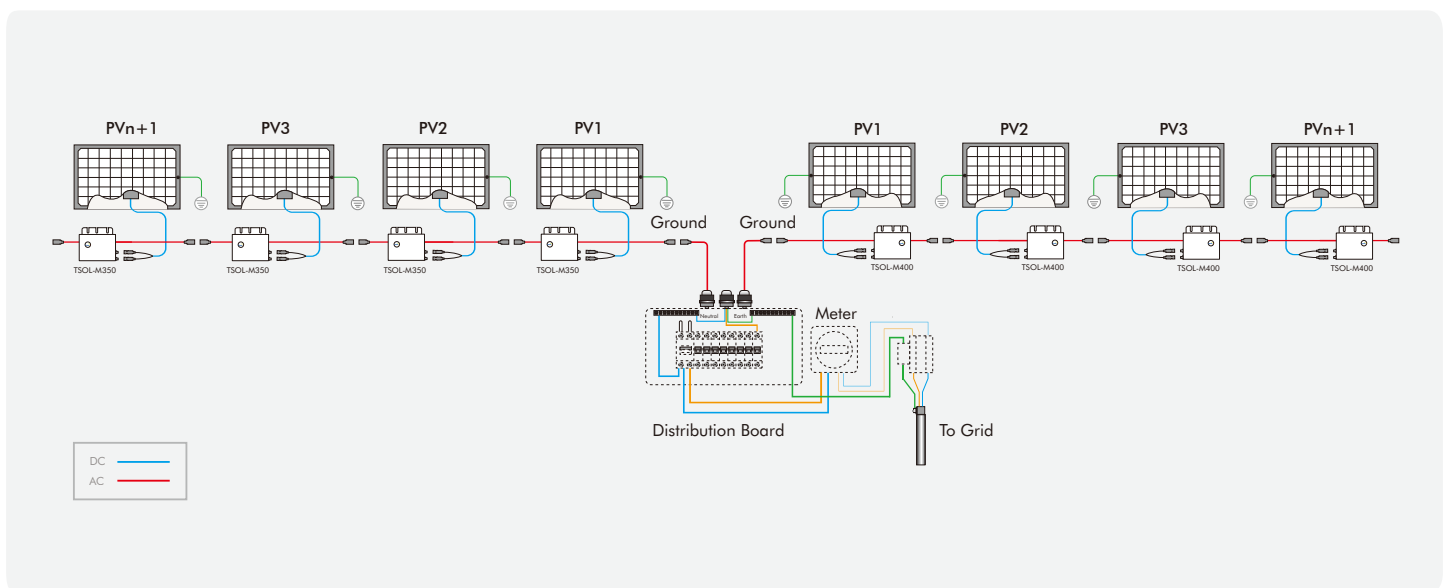 PVn+1
PV3
PV2
PV1
PV1
PV2
PV3
PVn+1
Ground
Ground
TSOL-M350
TSOL-M350
TSOL-M350
TSOL-M350
TSOL-M400
TSOL-M400
TSOL-M400
TSOL-M400
Neutral
Earth
Meter
Distribution Board
To Grid
DC
AC